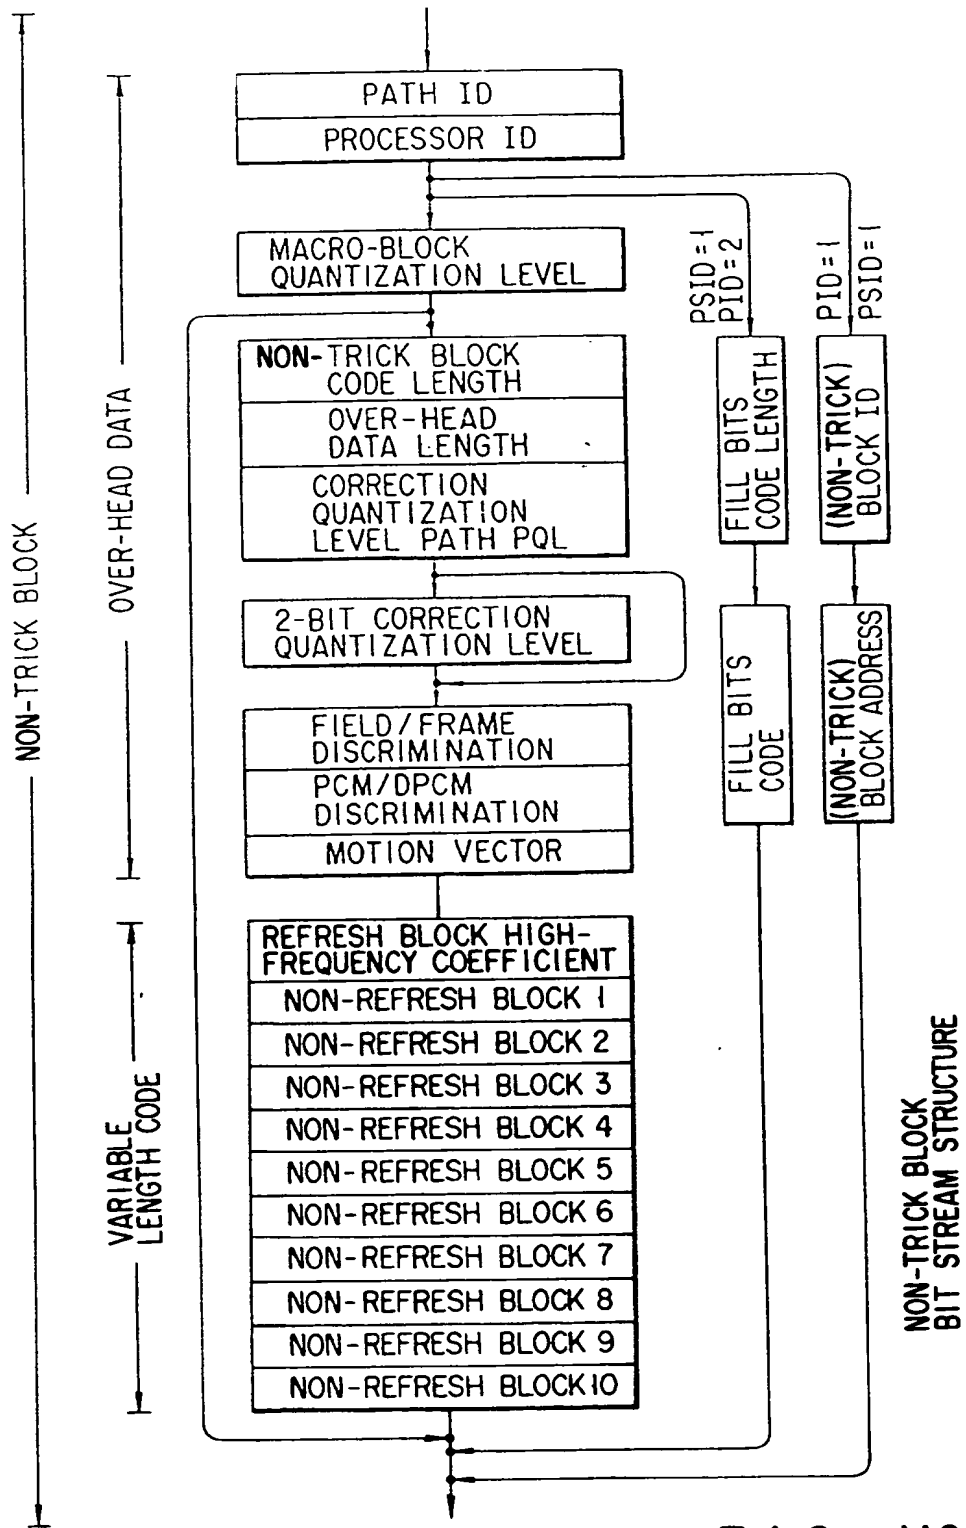 PATH ID
PROCESSOR ID
MACRO-BLOCK
QUANTIZATION LEVEL
NON-TRICK BLOCK
CODE LENGTH
OVER-HEAD
DATA LENGTH
CORRECTION
QUANTIZATION
LEVEL PATH PQL
2-BIT CORRECTION
QUANTIZATION LEVEL
FIELD/FRAME
DISCRIMINATION
PCM/DPCM
DISCRIMINATION
MOTION VECTOR
REFRESH BLOCK HIGH-
FREQUENCY COEFFICIENT
NON-REFRESH BLOCK 1
NON-REFRESH BLOCK 2
NON-REFRESH BLOCK 3
NON-REFRESH BLOCK 4
NON-REFRESH BLOCK 5
NON-REFRESH BLOCK 6
NON-REFRESH BLOCK 7
NON-REFRESH BLOCK 8
NON-REFRESH BLOCK 9
NON-REFRESH BLOCK 10
NON-TRICK BLOCK
OVER-HEAD DATA
VARIABLE
LENGTH CODE
PSID=1
PID=2
PID=1
PSID=1
FILL BITS
CODE LENGTH
(NON-TRICK)
BLOCK ID
FILL BITS
CODE
(NON-TRICK)
BLOCK ADDRESS
NON-TRICK BLOCK
BIT STREAM STRUCTURE